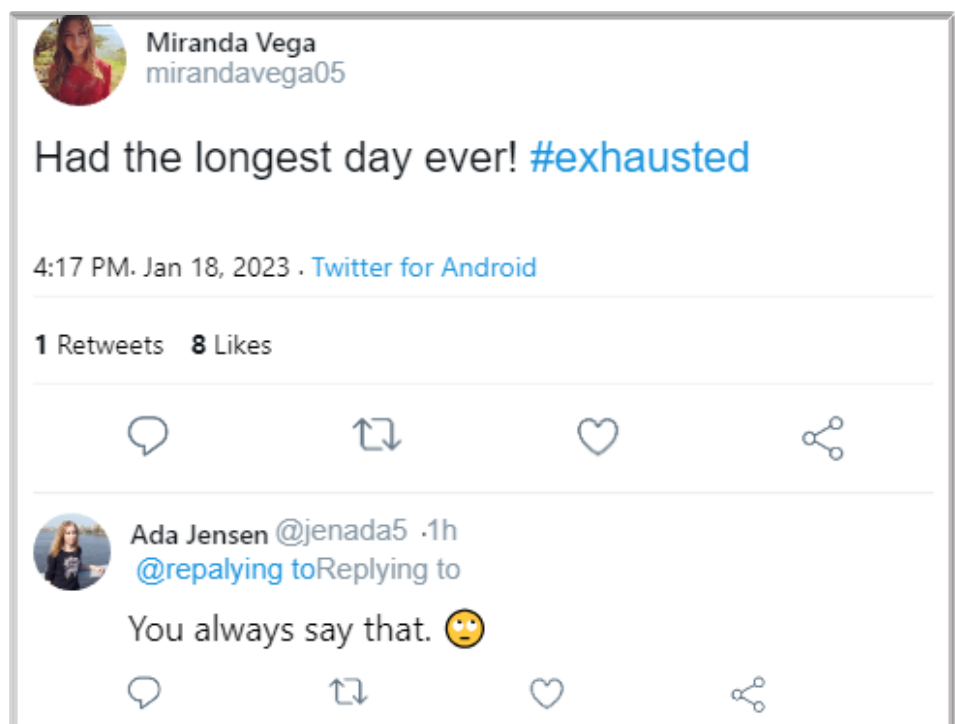 Miranda Vega
mirandavega05
Had the longest day ever! #exhausted
4:17 PM. Jan 18, 2023 . Twitter for Android
1 Retweets 8 Likes
Ada Jensen @jenada5 .1h
@repalying toReplying to
You always say that. 🙄